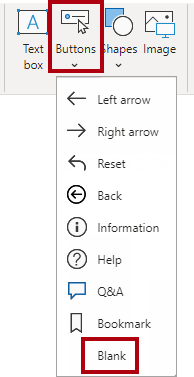 Text
box
Buttons
Shapes
Image
Left arrow
Right arrow
Reset
Back
Information
Help
Q&A
Bookmark
Blank